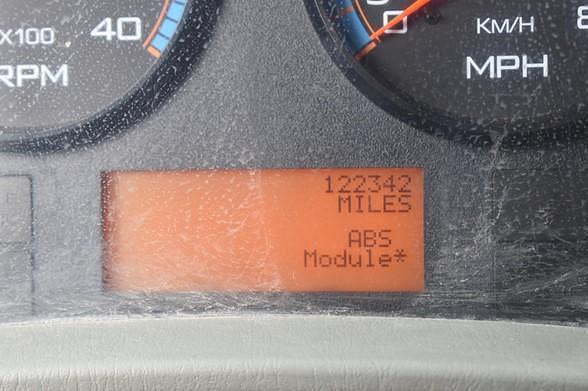 X100 40
RPM
0
KM/H
MPH
122342
MILES
ABS
Module*